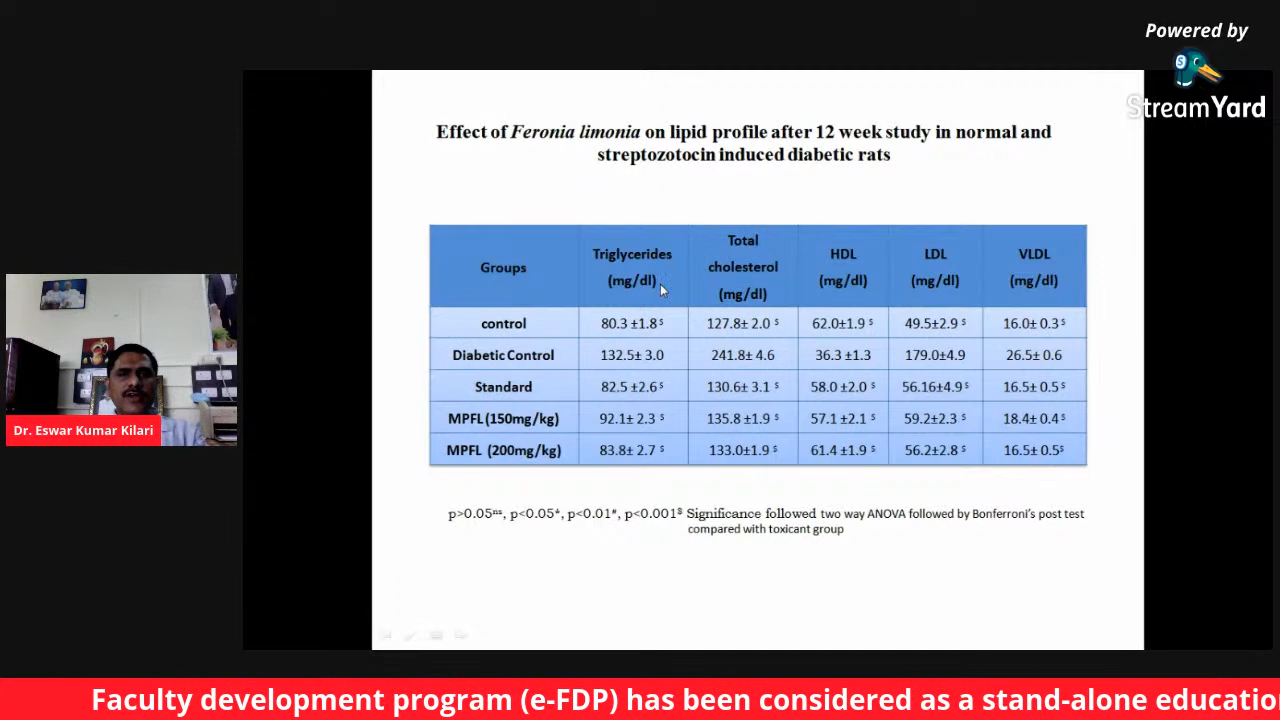 Powered by
StreamYard
Effect of Feronia limonia on lipid profile after 12 week study in normal and
streptozotocin induced diabetic rats
Groups Triglycerides (mg/dl) Total cholesterol (mg/dl) HDL (mg/dl) LDL (mg/dl) VLDL (mg/dl)
control 80.3 ±1.8 $ 127.8± 2.0 $ 62.0±1.9 $ 49.5±2.9 $ 16.0± 0.3 $
Diabetic Control 132.5± 3.0 241.8± 4.6 36.3 ±1.3 179.0±4.9 26.5± 0.6
Standard 82.5 ±2.6 $ 130.6± 3.1 $ 58.0 ±2.0 $ 56.16±4.9 $ 16.5± 0.5 $
MPFL(150mg/kg) 92.1± 2.3 $ 135.8 ±1.9 $ 57.1 ±2.1 $ 59.2±2.3 $ 18.4± 0.4 $
MPFL (200mg/kg) 83.8± 2.7 $ 133.0±1.9 $ 61.4 ±1.9 $ 56.2±2.8 $ 16.5± 0.5$
p>0.05ns, p<0.05*, p<0.01#, p<0.001$ Significance followed two way ANOVA followed by Bonferroni's post test
compared with toxicant group
Dr. Eswar Kumar Kilari
Faculty development program (e-FDP) has been considered as a stand-alone educatio